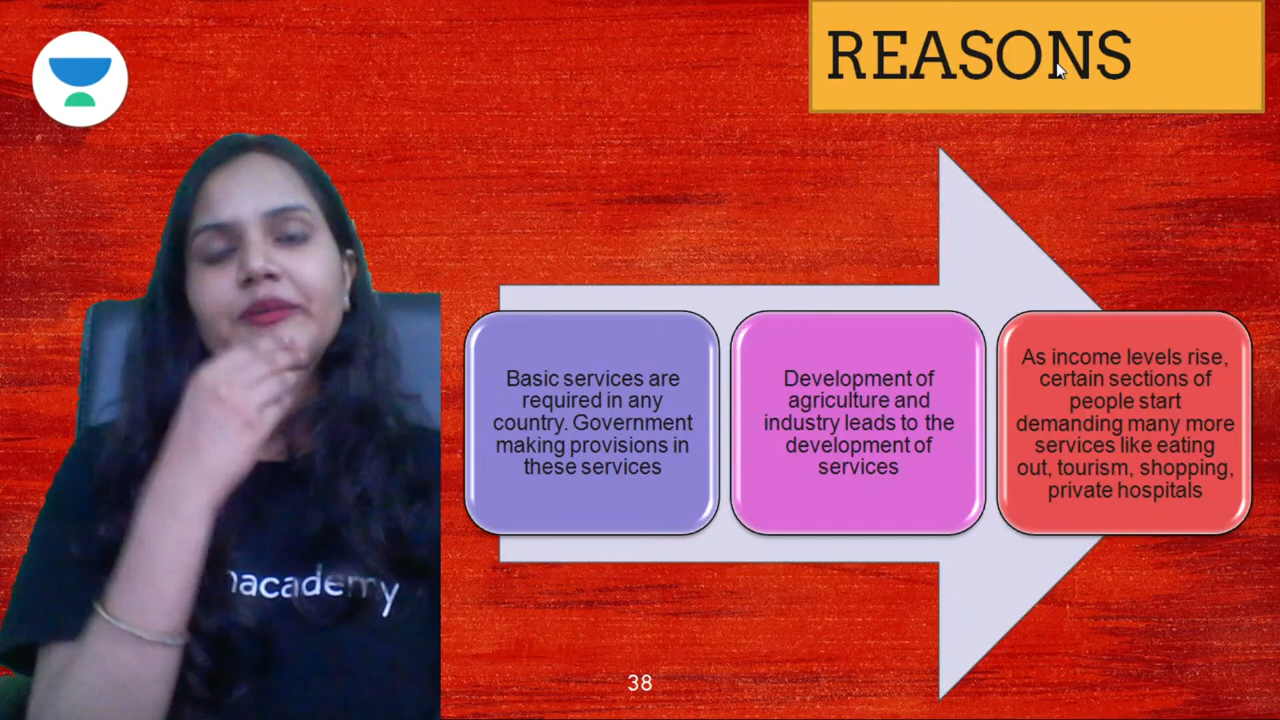 REASONS
Basic services are
required in any
country. Government
making provisions in
these services
Development of
agriculture and
industry leads to the
development of
services
As income levels rise,
certain sections of
people start
demanding many more
services like eating
out, tourism, shopping,
private hospitals
nacademy
38